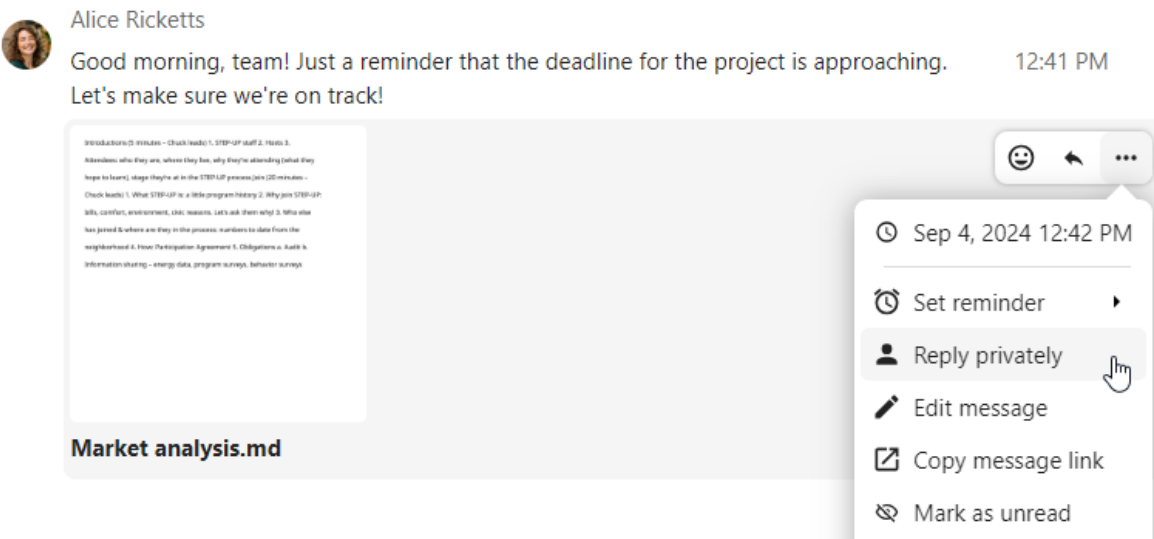 Alice Ricketts
Good morning, team! Just a reminder that the deadline for the project is approaching.
12:41 PM
Let's make sure we're on track!
Introductions (5 minutes – Chuck leads) 1. STEP-UP staff 2. Hosts 3.
Attendees: who they are, where they live, why they're attending (what they
hope to learn), stage they're at in the STEP-UP process Join (20 minutes –
Chuck leads) 1. What STEP-UP is: a little program history 2. Why join STEP-UP:
bills, comfort, environment, civic reasons. Let's ask them why! 3. Who else
has joined & where are they in the process: numbers to date from the
neighborhood 4. How: Participation Agreement 5. Obligations a. Audit b.
Information sharing – energy data, program surveys, behavior surveys
Market analysis.md
Sep 4, 2024 12:42 PM
Set reminder
Reply privately
Edit message
Copy message link
Mark as unread